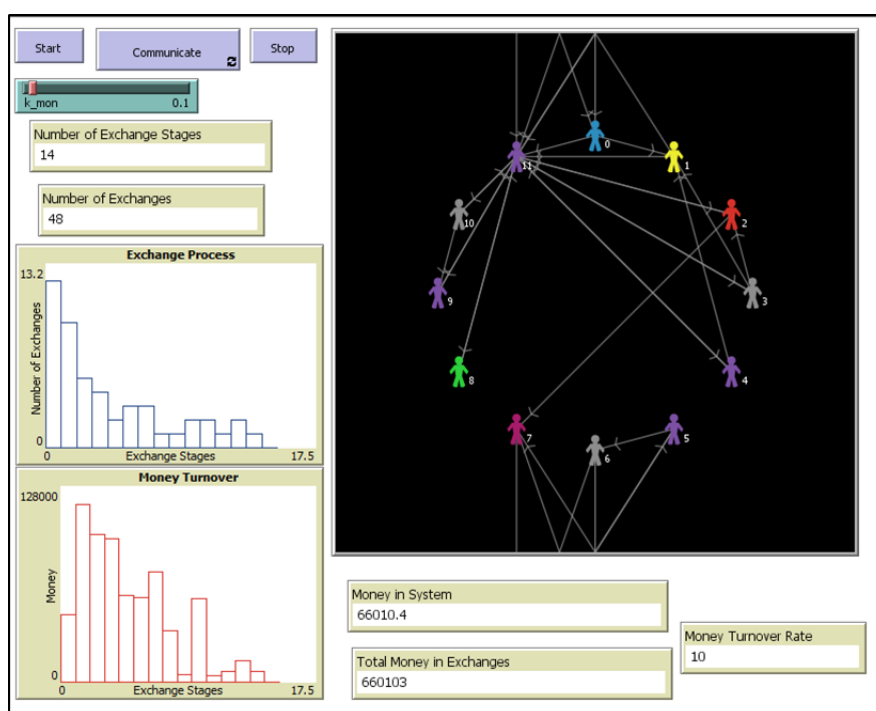 Start
Communicate
Stop
k_mon 0.1
Number of Exchange Stages
14
Number of Exchanges
48
Exchange Process
13.2
Number of Exchanges
0
0 Exchange Stages 17.5
Money Turnover
128000
Money
0
0 Exchange Stages 17.5
0
11
1
10
2
9
3
8
4
7
6
5
Money in System
66010.4
Total Money in Exchanges
660103
Money Turnover Rate
10